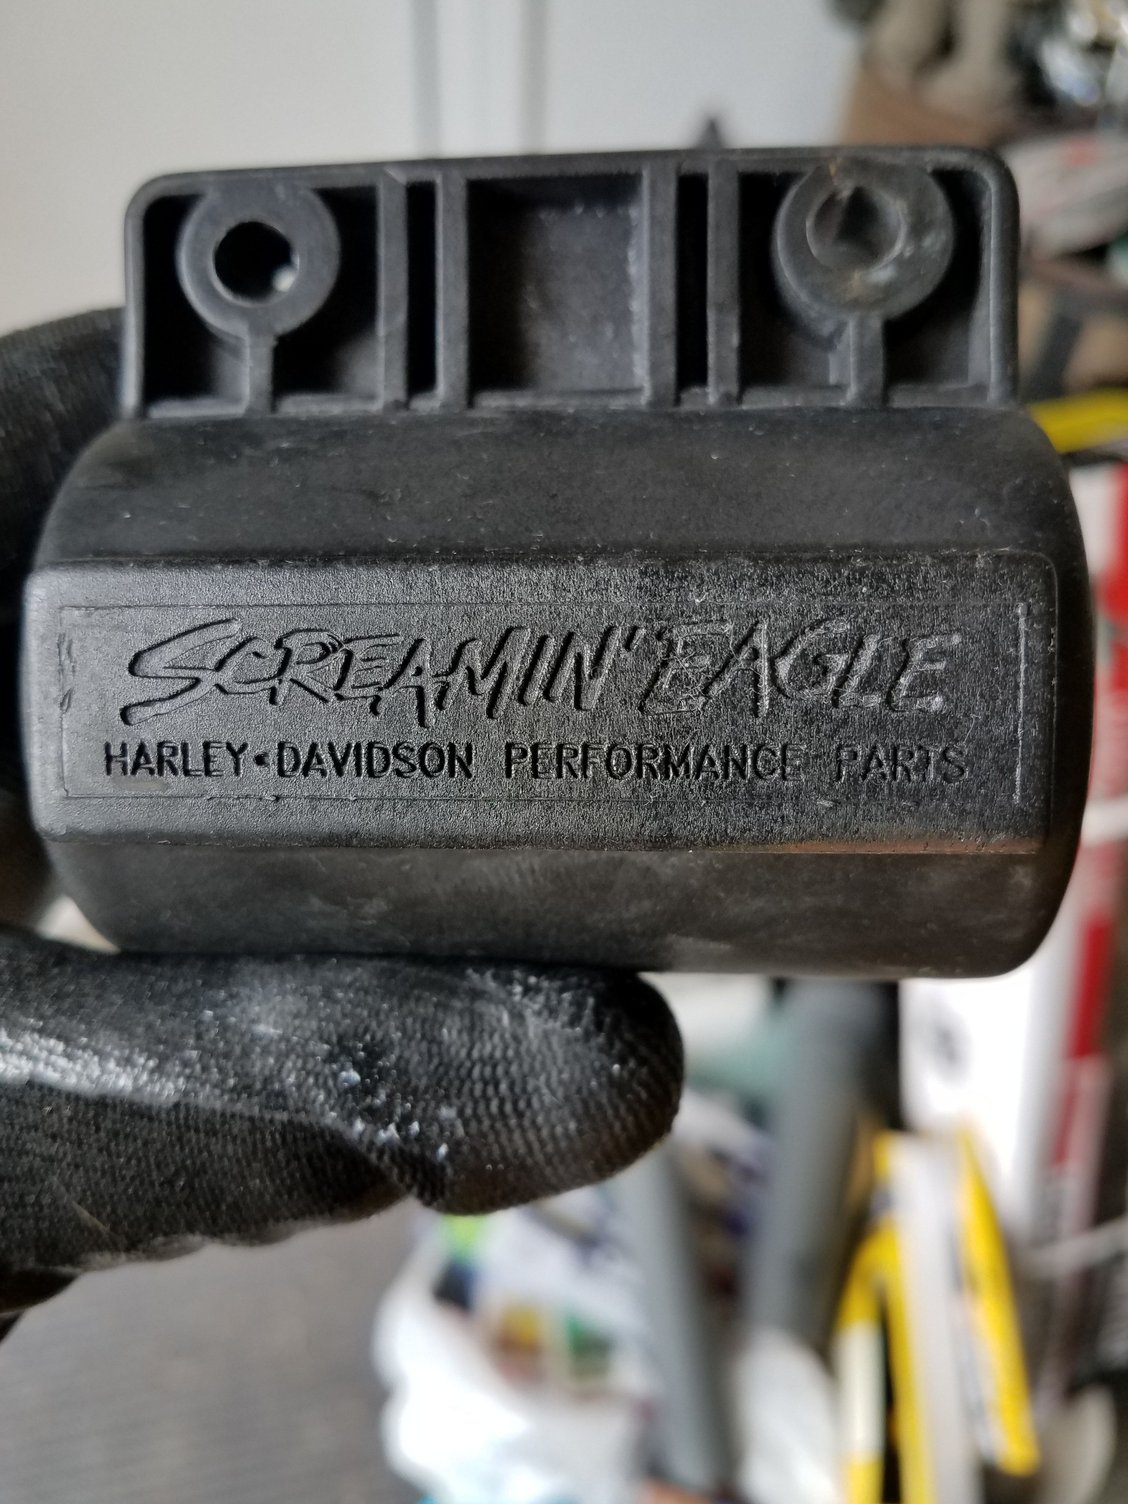 SCREAMIN' EAGLE
HARLEY-DAVIDSON PERFORMANCE PARTS